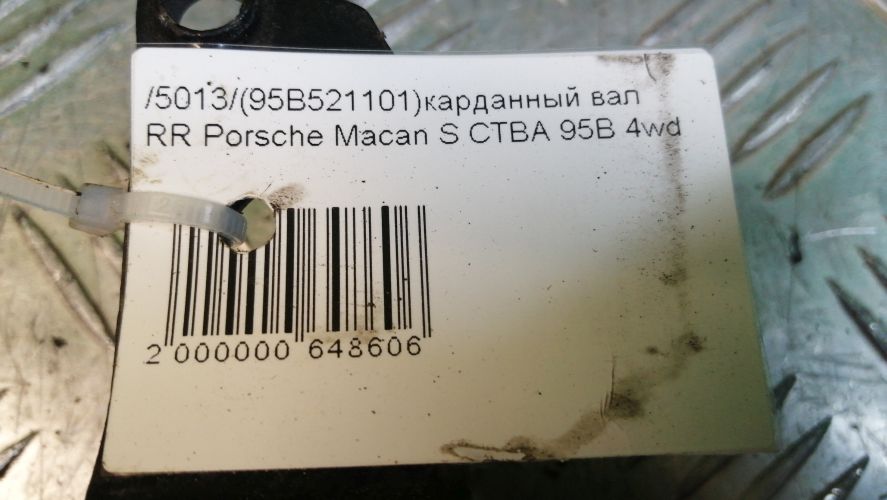 /5013/(95B521101)карданный вал
RR Porsche Macan S CTBA 95B 4wd
2 000000 648606